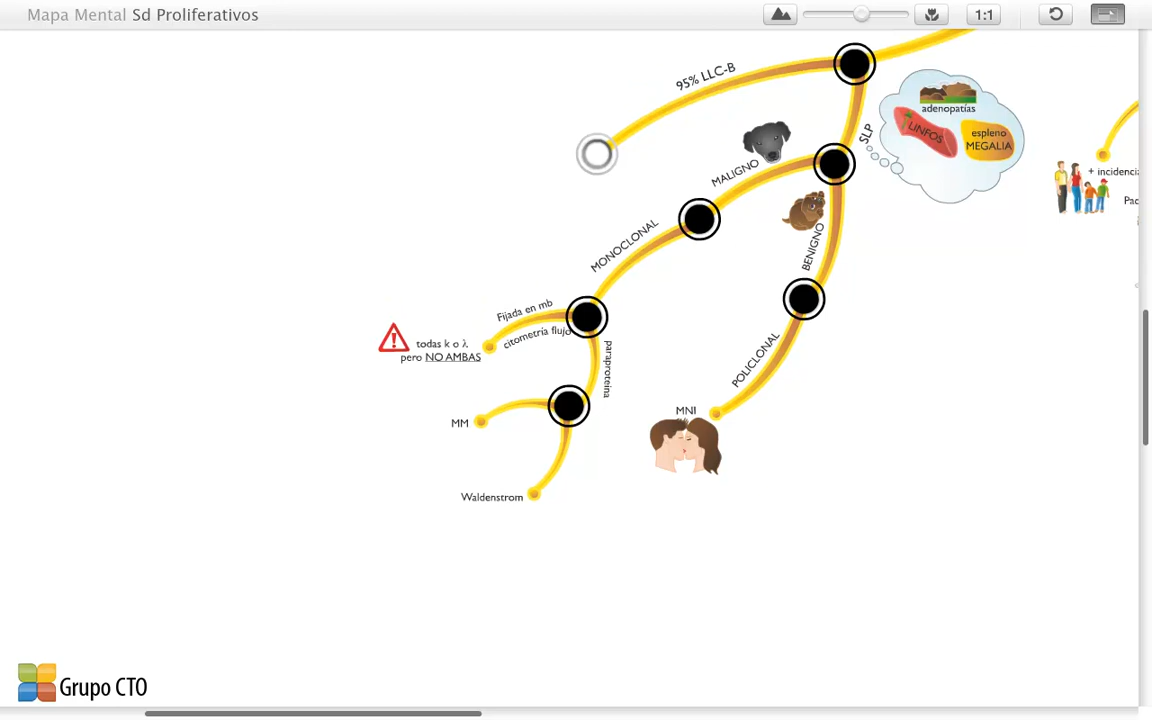 Mapa Mental Sd Proliferativos
1:1
95% LLC-B
SLP
adenopatías
LINFOS
espleno
MEGALIA
MALIGNO
BENIGNO
MONOCLONAL
POLICLONAL
Fijada en mb
citometría flujo
todas k o λ
pero NO AMBAS
paraproteina
MM
Waldenstrom
MNI
+ incidencia
Grupo CTO